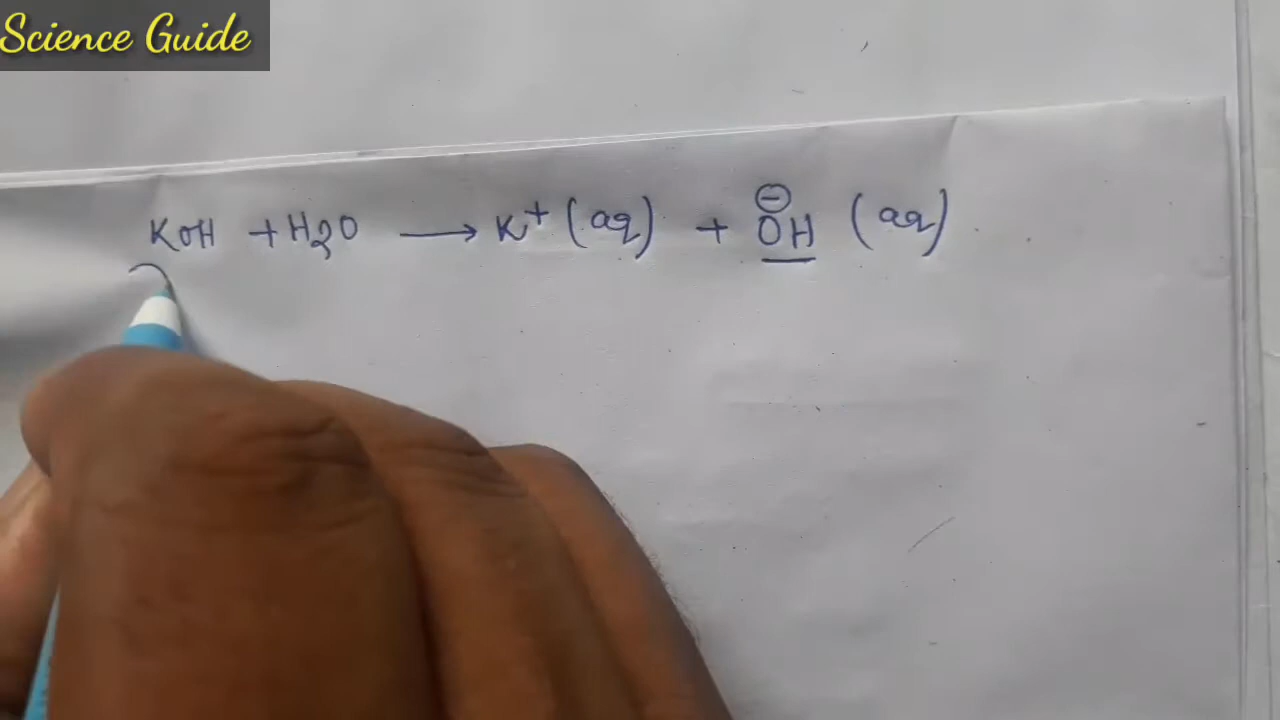 Science Guide
KOH + H2O ⟶ K⁺ (aq) + OH⊖ (aq)